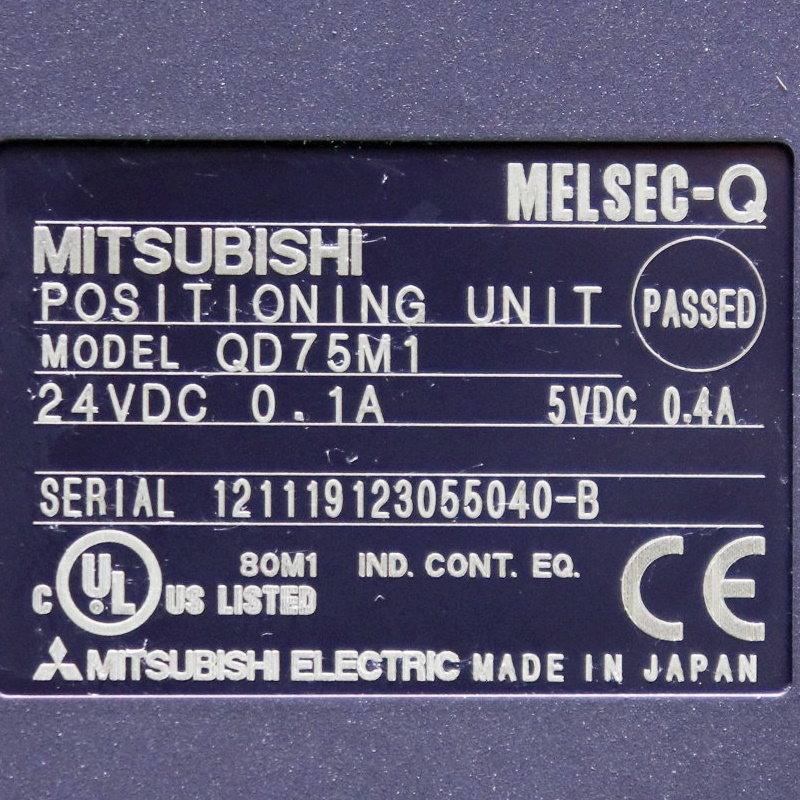 MELSEC-Q
MITSUBISHI
POSITIONING UNIT
PASSED
MODEL QD75M1
24VDC 0.1A 5VDC 0.4A
SERIAL 121119123055040-B
80M1 IND. CONT. EQ.
C UL US LISTED
CE
MITSUBISHI ELECTRIC MADE IN JAPAN